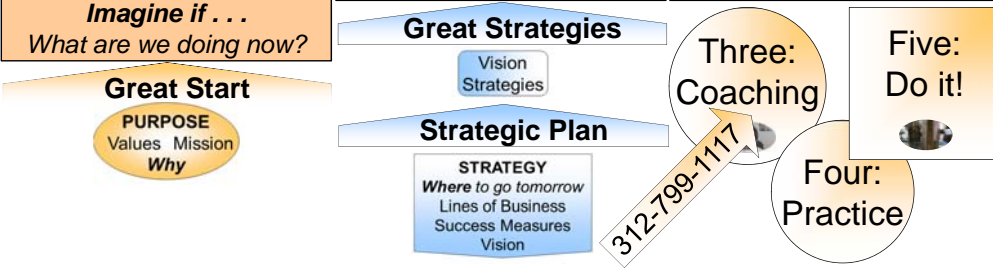 Imagine if . . .
What are we doing now?
Great Start
PURPOSE
Values Mission
Why
Great Strategies
Vision
Strategies
Strategic Plan
STRATEGY
Where to go tomorrow
Lines of Business
Success Measures
Vision
Three:
Coaching
312-799-1117
Four:
Practice
Five:
Do it!